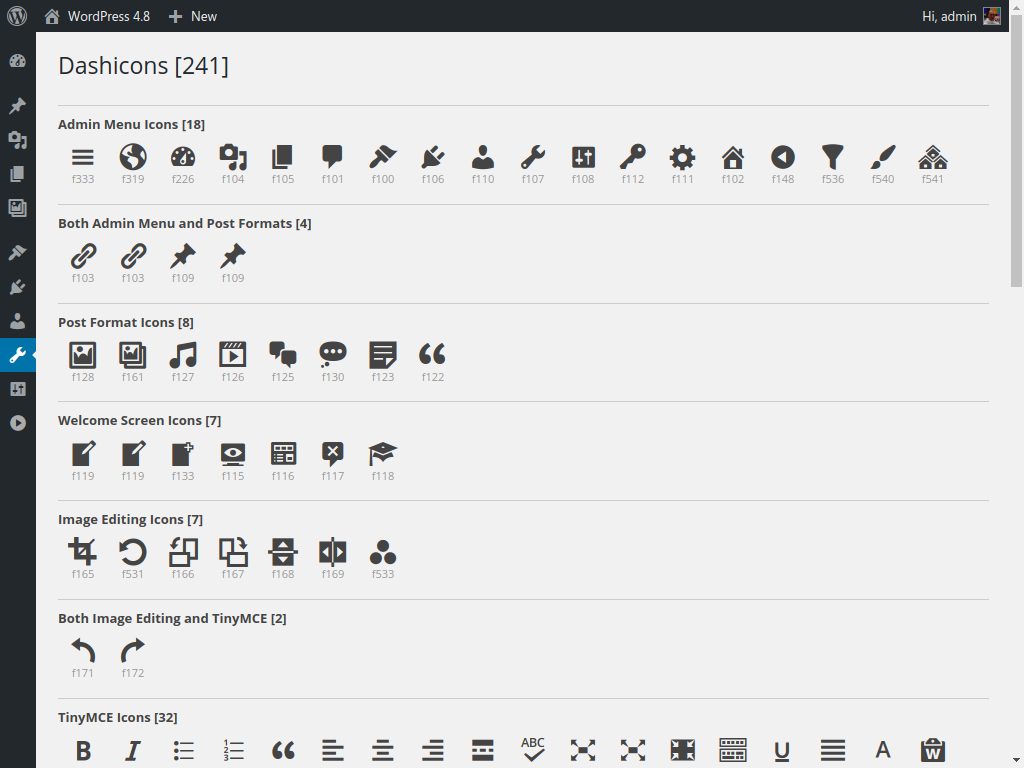 WordPress 4.8 New Hi, admin
Dashicons [241]
Admin Menu Icons [18]
f333 f319 f226 f104 f105 f101 f100 f106 f110 f107 f108 f112 f111 f102 f148 f536 f540 f541
Both Admin Menu and Post Formats [4]
f103 f103 f109 f109
Post Format Icons [8]
f128 f161 f127 f126 f125 f130 f123 f122
Welcome Screen Icons [7]
f119 f119 f133 f115 f116 f117 f118
Image Editing Icons [7]
f165 f531 f166 f167 f168 f169 f533
Both Image Editing and TinyMCE [2]
f171 f172
TinyMCE Icons [32]
B I 1 2 3 ABC U A W